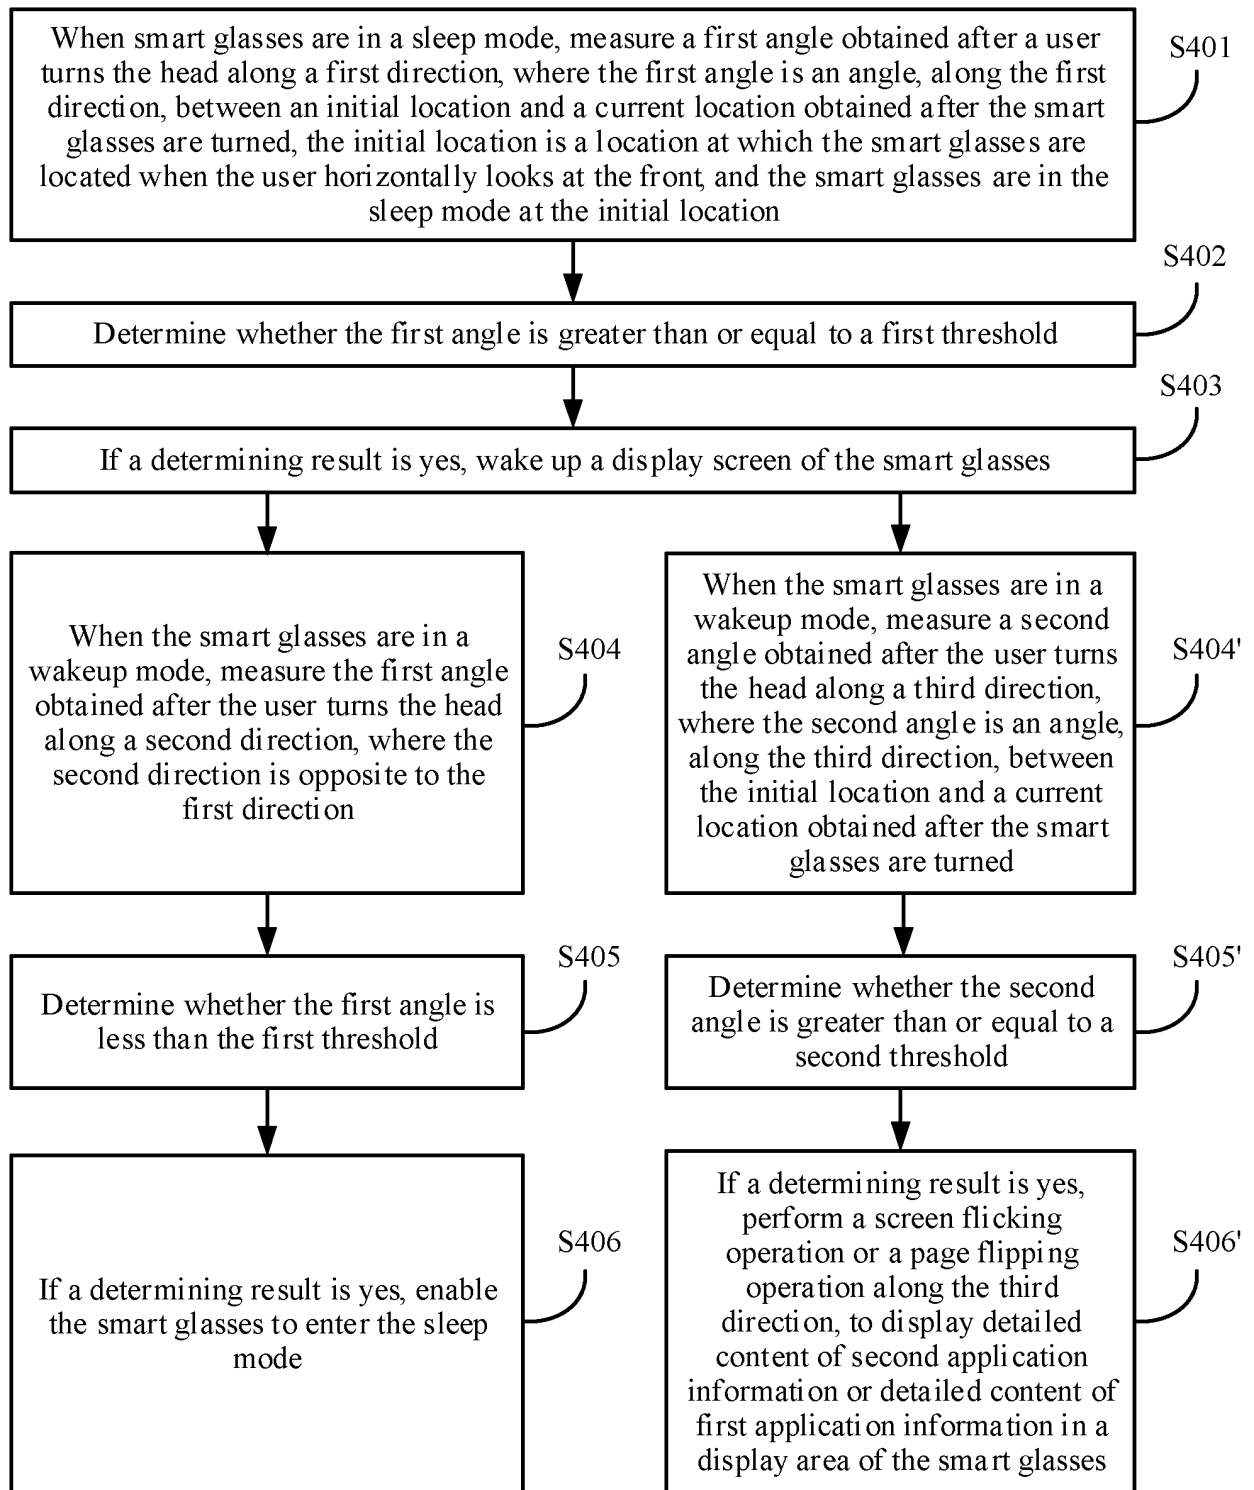 When smart glasses are in a sleep mode, measure a first angle obtained after a user
turns the head along a first direction, where the first angle is an angle, along the first
direction, between an initial location and a current location obtained after the smart
glasses are turned, the initial location is a location at which the smart glasses are
located when the user horizontally looks at the front, and the smart glasses are in the
sleep mode at the initial location
S401
S402
Determine whether the first angle is greater than or equal to a first threshold
S403
If a determining result is yes, wake up a display screen of the smart glasses
When the smart glasses are in a
wakeup mode, measure the first angle
obtained after the user turns the head
along a second direction, where the
second direction is opposite to the
first direction
S404
When the smart glasses are in a
wakeup mode, measure a second
angle obtained after the user turns
the head along a third direction,
where the second angle is an angle,
along the third direction, between
the initial location and a current
location obtained after the smart
glasses are turned
S404'
Determine whether the first angle is
less than the first threshold
S405
Determine whether the second
angle is greater than or equal to a
second threshold
S405'
If a determining result is yes, enable
the smart glasses to enter the sleep
mode
S406
If a determining result is yes,
perform a screen flicking
operation or a page flipping
operation along the third
direction, to display detailed
content of second application
information or detailed content of
first application information in a
display area of the smart glasses
S406'